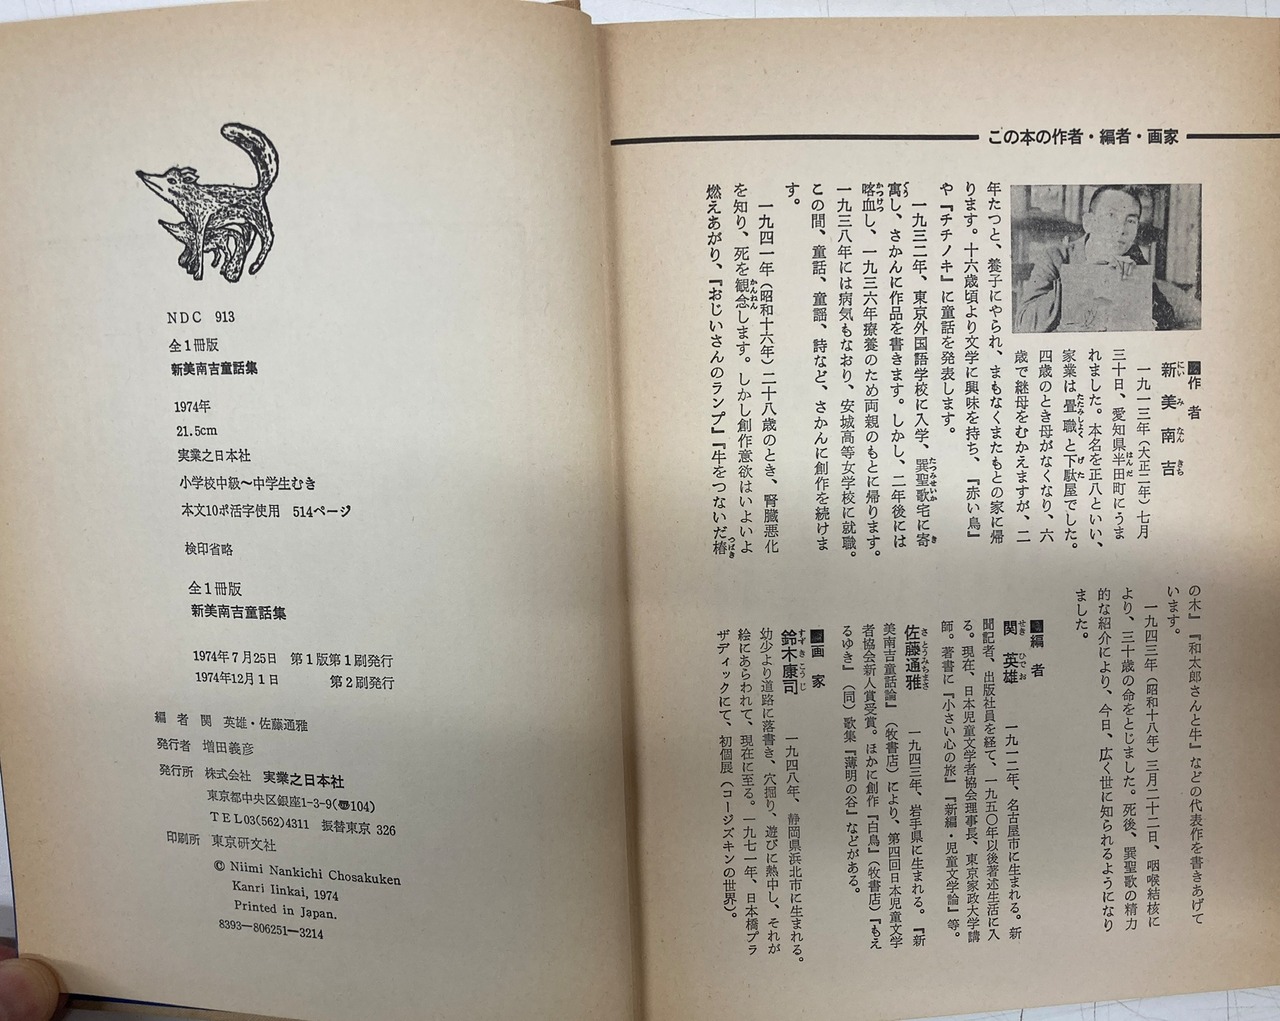 この本の作者・編者・画家
■作者
新美南吉
にいみなんきち
一九一三年（大正二年）七月
三十日、愛知県半田町にうま
れました。本名を正八といい、
家業は畳職と下駄屋でした。
四歳のとき母がなくなり、六
歳で継母をむかえますが、二
年たつと、養子にやられ、まもなくまたもとの家に帰
ります。十六歳頃より文学に興味を持ち、『赤い鳥』
や『チチノキ』に童話を発表します。
一九三二年、東京外国語学校に入学、巽聖歌宅に寄
寓し、さかんに作品を書きます。しかし、二年後には
喀血し、一九三六年療養のため両親のもとに帰ります。
一九三八年には病気もなおり、安城高等女学校に就職。
この間、童話、童謡、詩など、さかんに創作を続けま
す。
一九四一年（昭和十六年）二十八歳のとき、腎臓悪化
を知り、死を観念します。しかし創作意欲はいよいよ
燃えあがり、『おじいさんのランプ』『牛をつないだ椿
の木』『和太郎さんと牛』などの代表作を書きあげて
います。
一九四三年（昭和十八年）三月二十二日、咽喉結核に
より、三十歳の命をとじました。死後、巽聖歌の精力
的な紹介により、今日、広く世に知られるようになり
ました。
■編者
関 英雄 一九一二年、名古屋市に生まれる。新
せき ひでお
聞記者、出版社員を経て、一九五〇年以後著述生活に入
る。現在、日本児童文学者協会理事長、東京家政大学講
師。著書に『小さい心の旅』『新編・児童文学論』等。
佐藤通雅 一九四三年、岩手県に生まれる。『新
さとうみちまさ
美南吉童話論』（牧書店）により、第四回日本児童文学
者協会新人賞受賞。ほかに創作『白鳥』（牧書店）『もえ
るゆき』（同）歌集『薄明の谷』などがある。
■画家
鈴木康司 一九四八年、静岡県浜北市に生まれる。
すずきこうじ
幼少より道路に落書き、穴掘り、遊びに熱中し、それが
絵にあらわれて、現在に至る。一九七一年、日本橋プラ
ザディックにて、初個展（コージズキンの世界）。
NDC 913
全1冊版
新美南吉童話集
1974年
21.5cm
実業之日本社
小学校中級〜中学生むき
本文10ポ活字使用 514ページ
検印省略
全1冊版
新美南吉童話集
1974年7月25日 第1版第1刷発行
1974年12月1日 第2刷発行
編者 関 英雄・佐藤通雅
発行者 増田義彦
発行所 株式会社 実業之日本社
東京都中央区銀座1-3-9(〠104)
TEL03(562)4311 振替東京 326
印刷所 東京研文社
© Niimi Nankichi Chosakuken
Kanri Iinkai, 1974
Printed in Japan.
8393—806251—3214